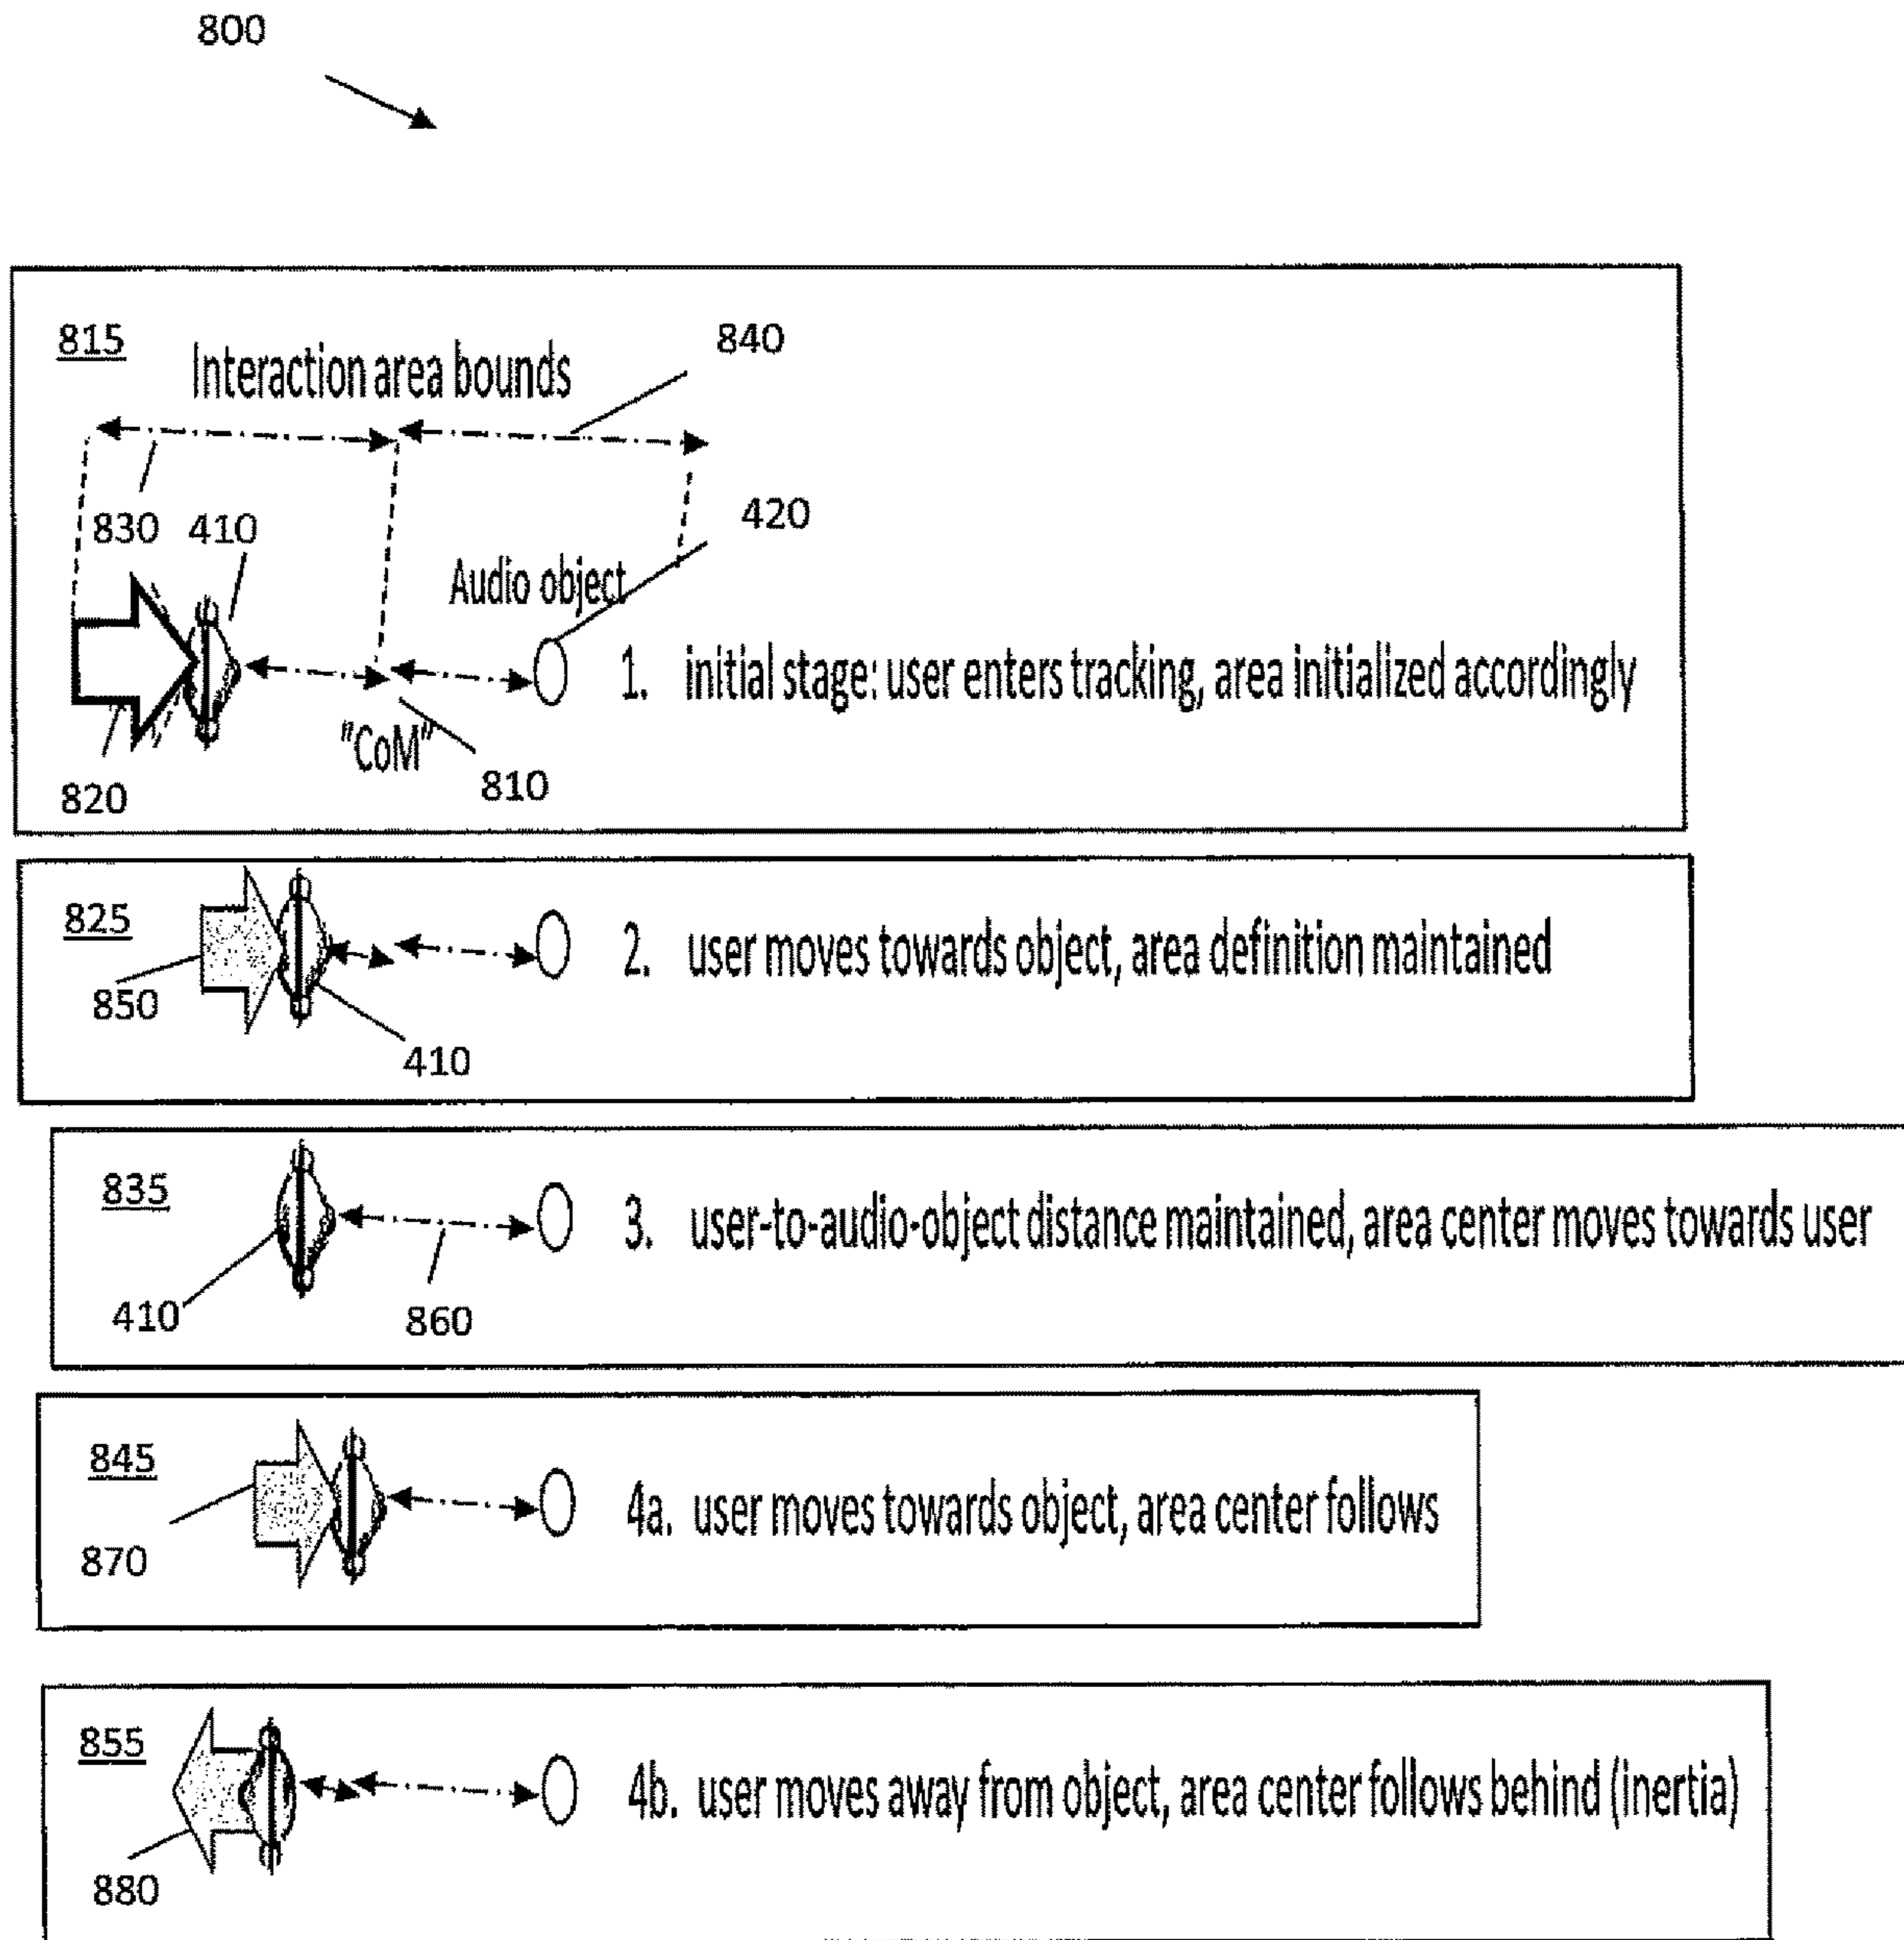 800
815
Interaction area bounds
840
830
410
420
Audio object
1. initial stage: user enters tracking, area initialized accordingly
"CoM"
820
810
825
2. user moves towards object, area definition maintained
850
410
835
3. user-to-audio-object distance maintained, area center moves towards user
410
860
845
4a. user moves towards object, area center follows
870
855
4b. user moves away from object, area center follows behind (inertia)
880